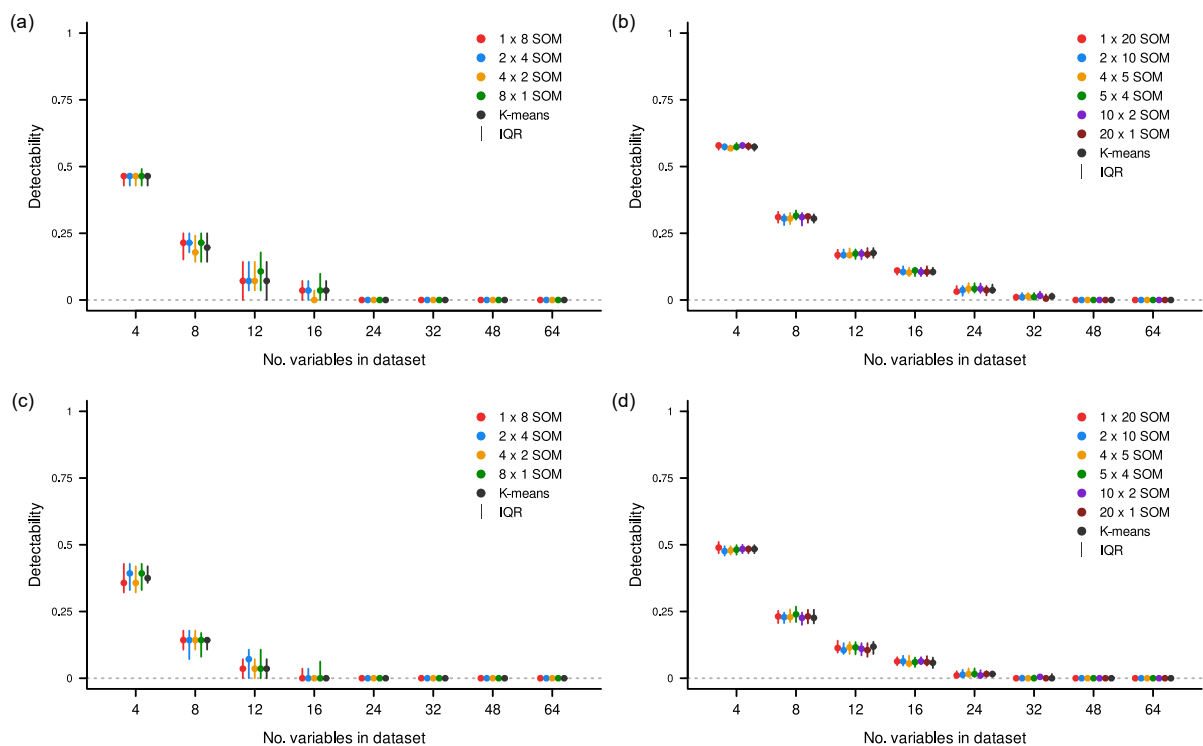 (a)
1
0.75
0.5
0.25
0
Detectability
1 x 8 SOM
2 x 4 SOM
4 x 2 SOM
8 x 1 SOM
K-means
IQR
4 8 12 16 24 32 48 64
No. variables in dataset
(b)
1
0.75
0.5
0.25
0
Detectability
1 x 20 SOM
2 x 10 SOM
4 x 5 SOM
5 x 4 SOM
10 x 2 SOM
20 x 1 SOM
K-means
IQR
4 8 12 16 24 32 48 64
No. variables in dataset
(c)
1
0.75
0.5
0.25
0
Detectability
1 x 8 SOM
2 x 4 SOM
4 x 2 SOM
8 x 1 SOM
K-means
IQR
4 8 12 16 24 32 48 64
No. variables in dataset
(d)
1
0.75
0.5
0.25
0
Detectability
1 x 20 SOM
2 x 10 SOM
4 x 5 SOM
5 x 4 SOM
10 x 2 SOM
20 x 1 SOM
K-means
IQR
4 8 12 16 24 32 48 64
No. variables in dataset